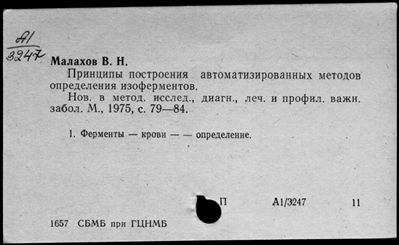 А1
3247
Малахов В. Н.
Принципы построения автоматизированных методов
определения изоферментов.
Нов. в метод. исслед., диагн., леч. и профил. важн.
забол. М., 1975, с. 79—84.
1. Ферменты — крови — — определение.
П А1/3247 11
1657 СБМБ при ГЦНМБ